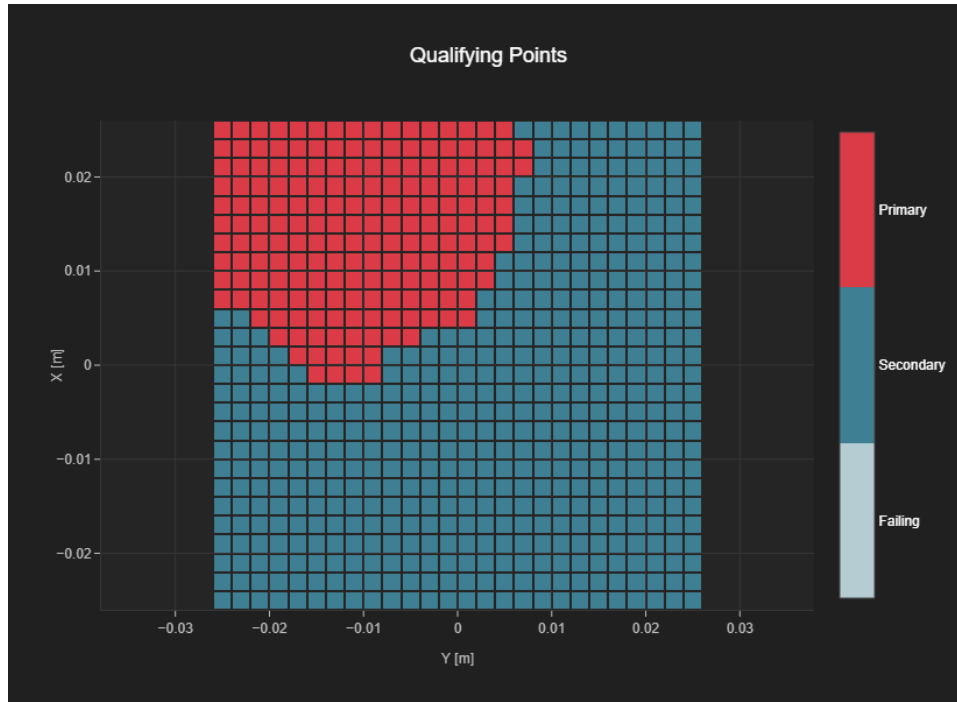 Qualifying Points
0.02
0.01
0
−0.01
−0.02
X [m]
−0.03
−0.02
−0.01
0
0.01
0.02
0.03
Y [m]
Primary
Secondary
Failing